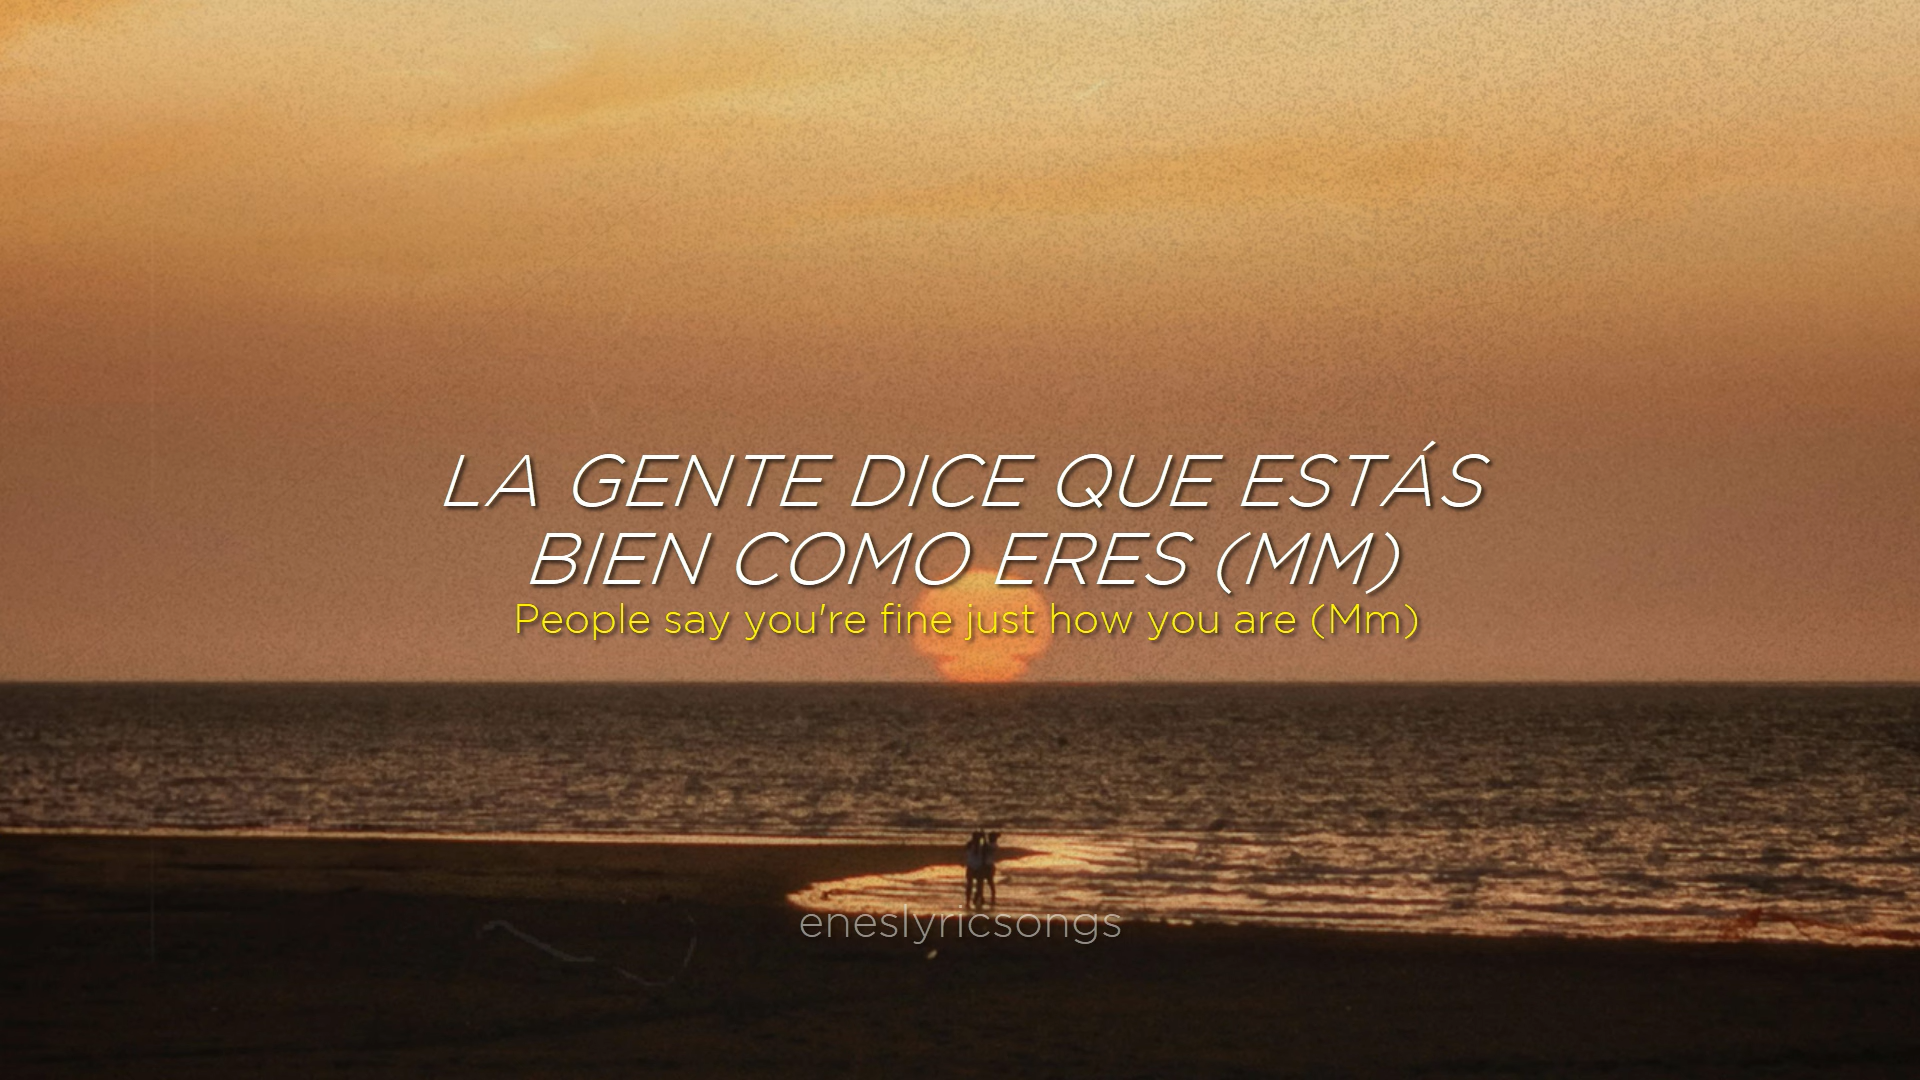 LA GENTE DICE QUE ESTÁS
BIEN COMO ERES (MM)
People say you're fine just how you are (Mm)
eneslyricsongs